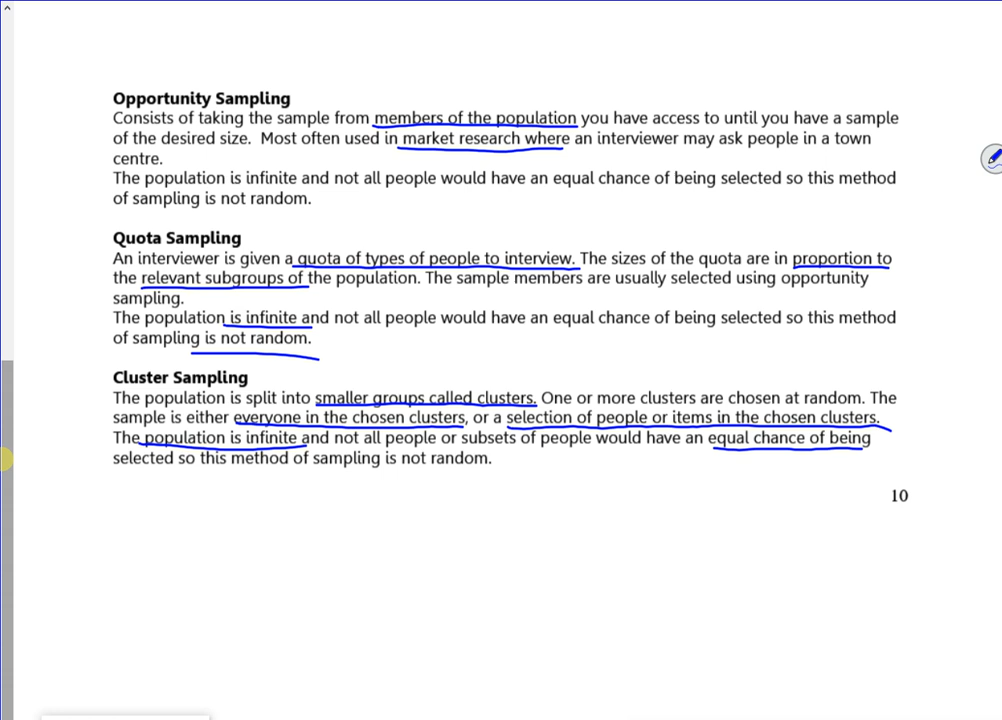 Opportunity Sampling
Consists of taking the sample from members of the population you have access to until you have a sample
of the desired size. Most often used in market research where an interviewer may ask people in a town
centre.
The population is infinite and not all people would have an equal chance of being selected so this method
of sampling is not random.
Quota Sampling
An interviewer is given a quota of types of people to interview. The sizes of the quota are in proportion to
the relevant subgroups of the population. The sample members are usually selected using opportunity
sampling.
The population is infinite and not all people would have an equal chance of being selected so this method
of sampling is not random.
Cluster Sampling
The population is split into smaller groups called clusters. One or more clusters are chosen at random. The
sample is either everyone in the chosen clusters, or a selection of people or items in the chosen clusters.
The population is infinite and not all people or subsets of people would have an equal chance of being
selected so this method of sampling is not random.
10